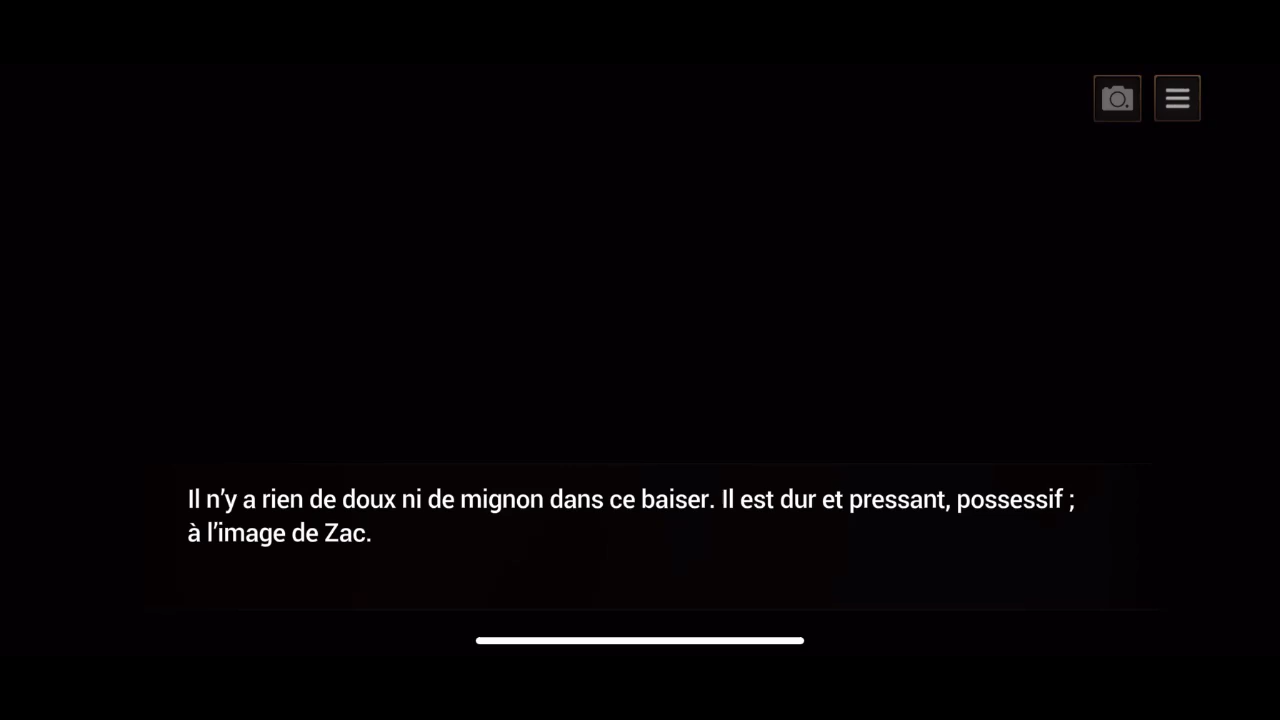 Il n’y a rien de doux ni de mignon dans ce baiser. Il est dur et pressant, possessif ;
à l’image de Zac.